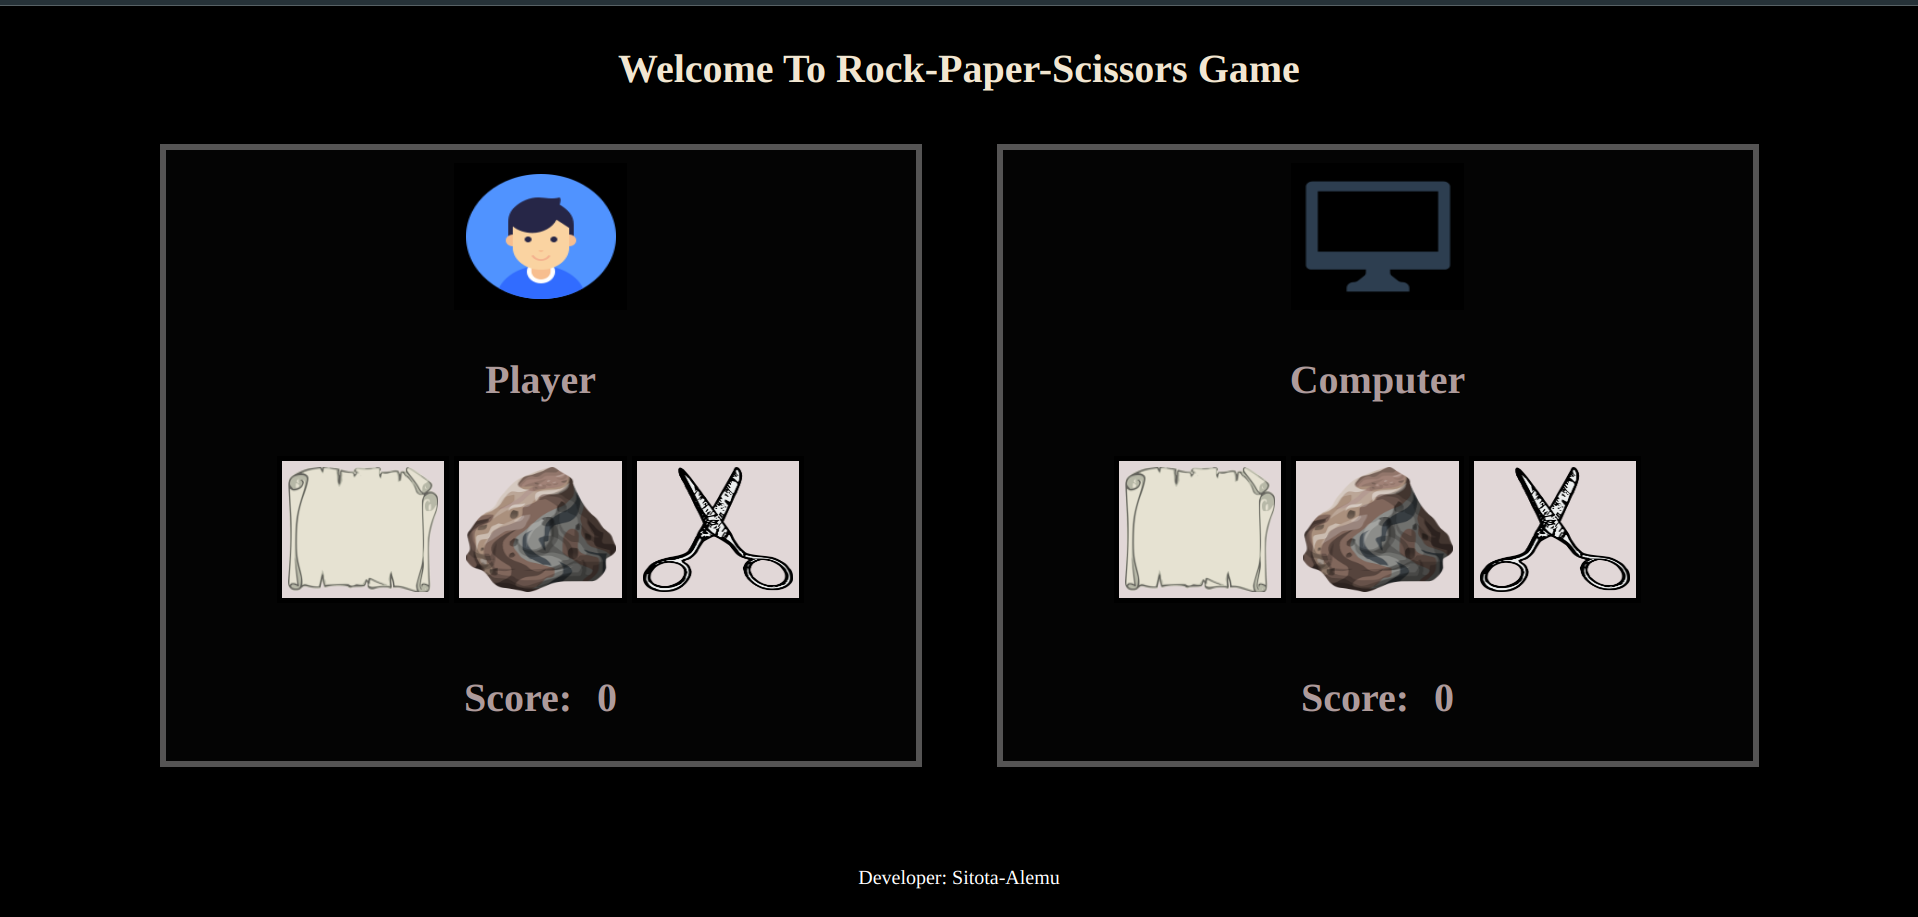 Welcome To Rock-Paper-Scissors Game
Player
Computer
Score: 0
Score: 0
Developer: Sitota-Alemu